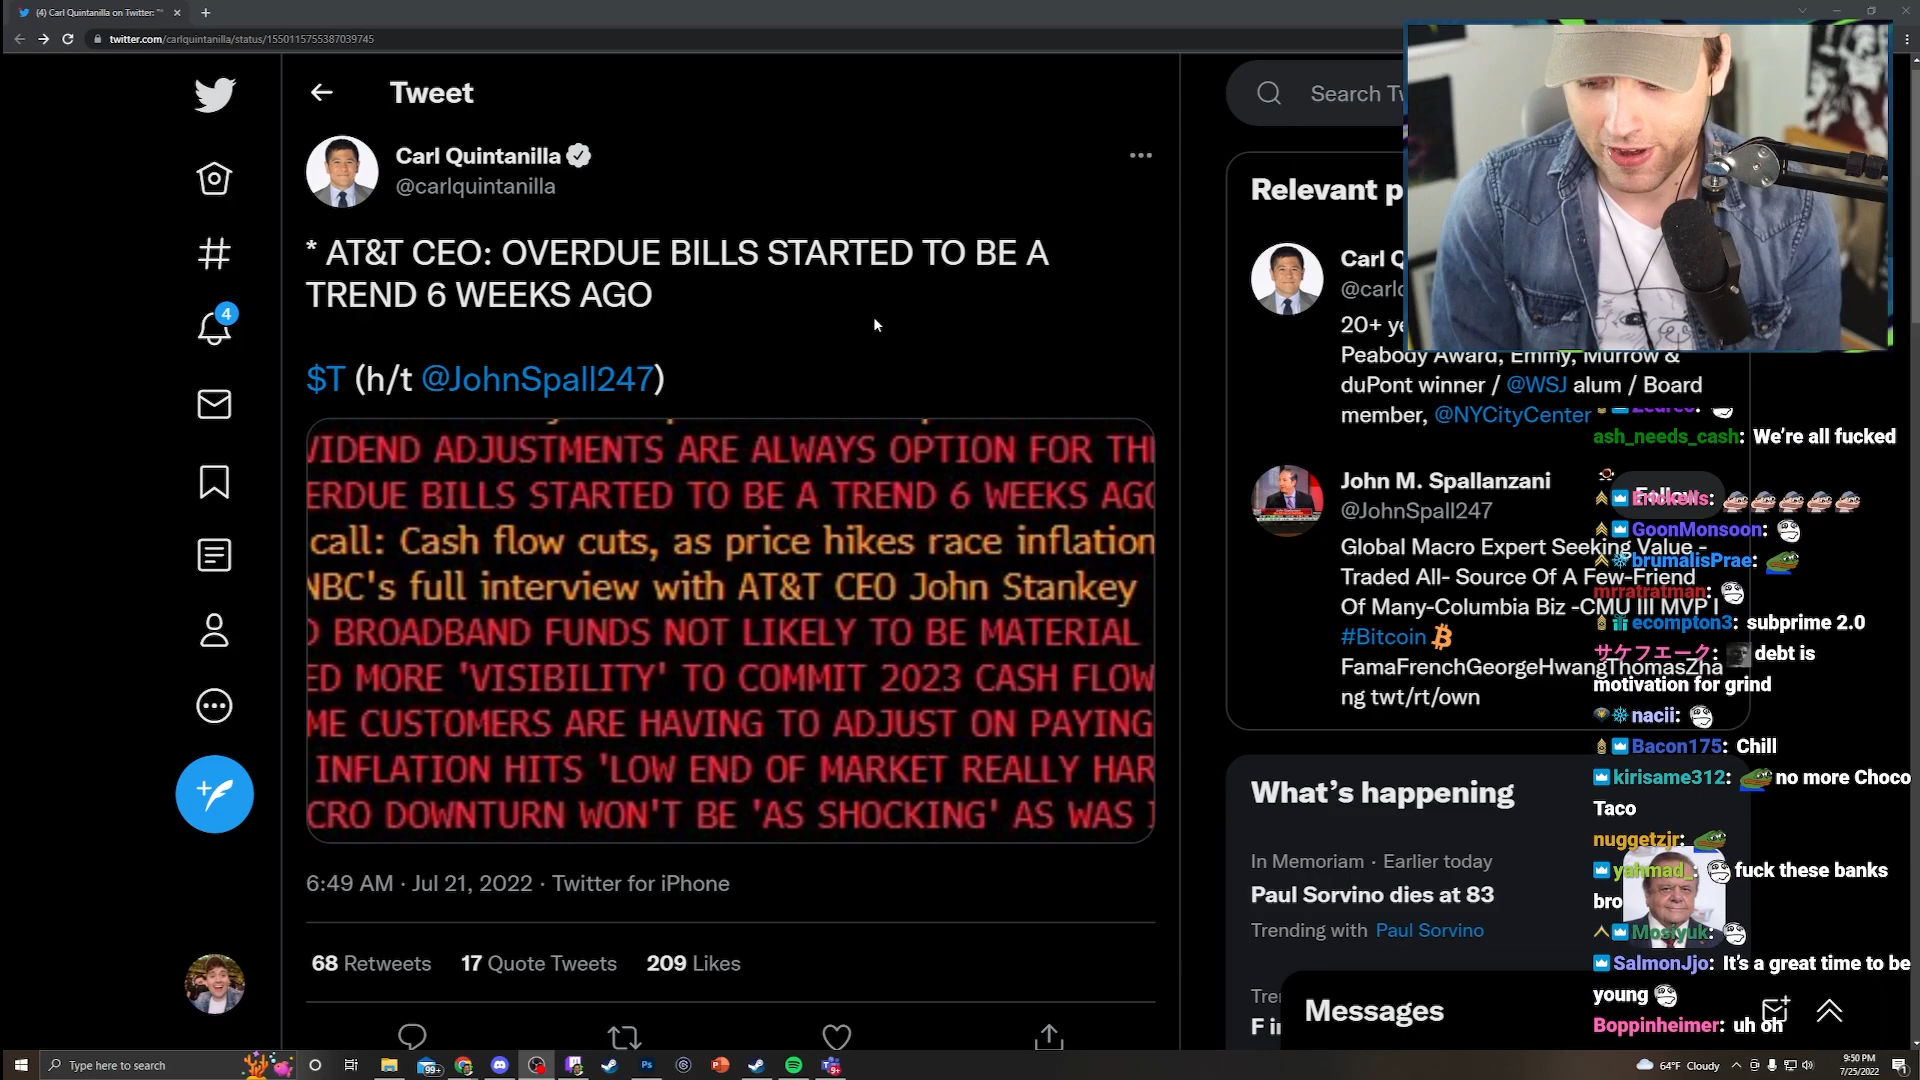 (4) Carl Quintanilla on Twitter: "*
twitter.com/carlquintanilla/status/1550115755387039745
Tweet
Carl Quintanilla
@carlquintanilla
* AT&T CEO: OVERDUE BILLS STARTED TO BE A
TREND 6 WEEKS AGO
$T (h/t @JohnSpall247)
VIDEND ADJUSTMENTS ARE ALWAYS OPTION FOR TH
ERDUE BILLS STARTED TO BE A TREND 6 WEEKS AGO
call: Cash flow cuts, as price hikes race inflation
NBC's full interview with AT&T CEO John Stankey
D BROADBAND FUNDS NOT LIKELY TO BE MATERIAL
ED MORE 'VISIBILITY' TO COMMIT 2023 CASH FLOW
ME CUSTOMERS ARE HAVING TO ADJUST ON PAYING
INFLATION HITS 'LOW END OF MARKET REALLY HAR
CRO DOWNTURN WON'T BE 'AS SHOCKING' AS WAS
6:49 AM · Jul 21, 2022 · Twitter for iPhone
68 Retweets 17 Quote Tweets 209 Likes
4
Search Tw
Relevant p
Carl Q
@carlc
20+ ye
Peabody Award, Emmy, Murrow &
duPont winner / @WSJ alum / Board
member, @NYCityCenter
John M. Spallanzani
@JohnSpall247
Follow
Global Macro Expert Seeking Value -
Traded All- Source Of A Few-Friend
Of Many-Columbia Biz -CMU III MVP I
#Bitcoin
FamaFrenchGeorgeHwangThomasZha
ng twt/rt/own
What's happening
In Memoriam · Earlier today
Paul Sorvino dies at 83
Trending with Paul Sorvino
Tre
F i
Messages
ash_needs_cash: We're all fucked
Erickells:
GoonMonsoon:
brumalisPrae:
mrratratman:
ecompton3: subprime 2.0
サケフエーク: debt is
motivation for grind
nacii:
Bacon175: Chill
kirisame312: no more Choco
Taco
nuggetzjr:
yahmad_: fuck these banks
bro
Mosiyuk:
SalmonJjo: It's a great time to be
young
Boppinheimer: uh oh
Type here to search
99+
Ps
9+
64°F Cloudy
9:50 PM
7/25/2022
1